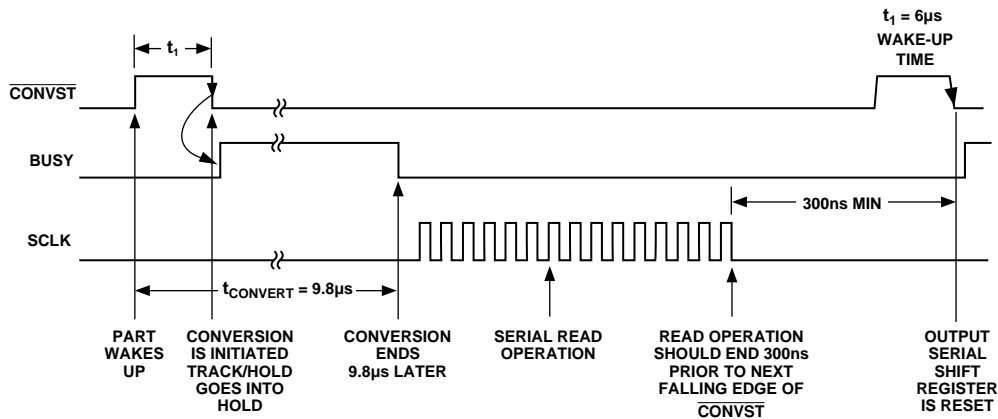 t1 = 6μs
WAKE-UP
TIME
t1
CONVST
BUSY
300ns MIN
SCLK
tCONVERT = 9.8μs
PART
WAKES
UP
CONVERSION
IS INITIATED
TRACK/HOLD
GOES INTO
HOLD
CONVERSION
ENDS
9.8μs LATER
SERIAL READ
OPERATION
READ OPERATION
SHOULD END 300ns
PRIOR TO NEXT
FALLING EDGE OF
CONVST
OUTPUT
SERIAL
SHIFT
REGISTER
IS RESET